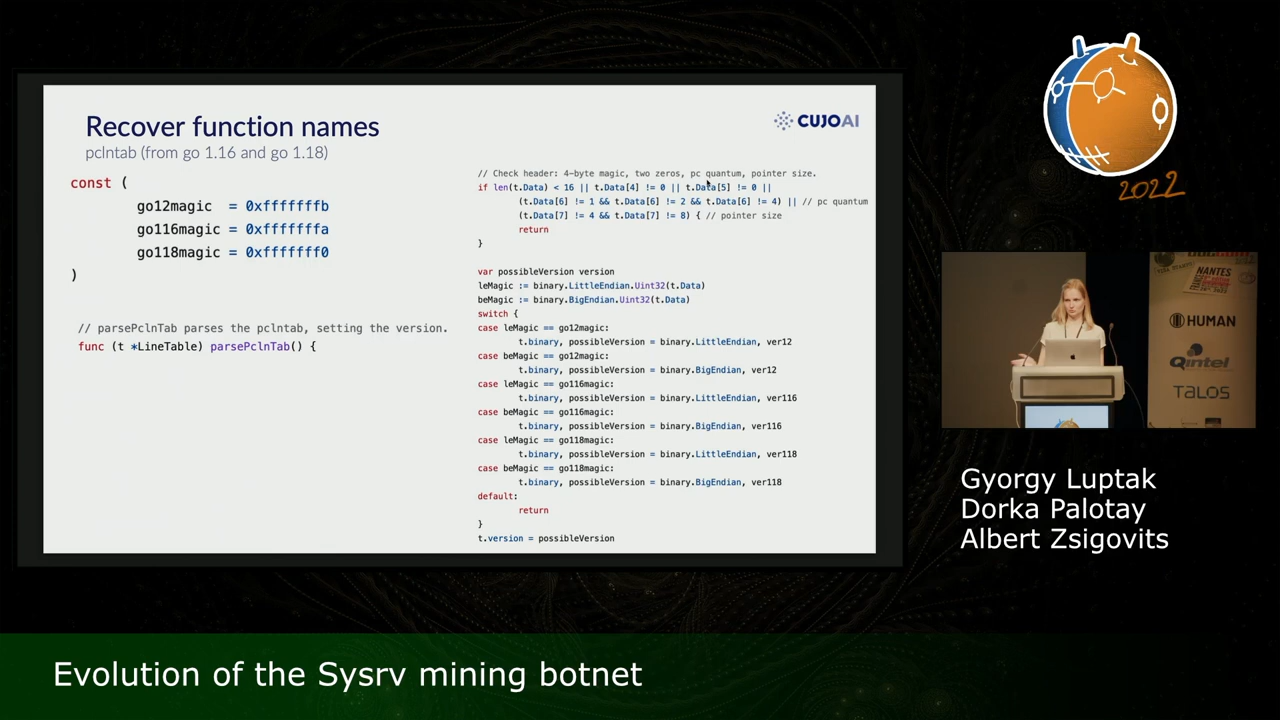 Recover function names
pclntab (from go 1.16 and go 1.18)
CUJOAI
const (
go12magic = 0xfffffffb
go116magic = 0xfffffffa
go118magic = 0xfffffff0
)
// parsePclnTab parses the pclntab, setting the version.
func (t *LineTable) parsePclnTab() {
// Check header: 4-byte magic, two zeros, pc quantum, pointer size.
if len(t.Data) < 16 || t.Data[4] != 0 || t.Data[5] != 0 ||
(t.Data[6] != 1 && t.Data[6] != 2 && t.Data[6] != 4) || // pc quantum
(t.Data[7] != 4 && t.Data[7] != 8) { // pointer size
return
}
var possibleVersion version
leMagic := binary.LittleEndian.Uint32(t.Data)
beMagic := binary.BigEndian.Uint32(t.Data)
switch {
case leMagic == go12magic:
t.binary, possibleVersion = binary.LittleEndian, ver12
case beMagic == go12magic:
t.binary, possibleVersion = binary.BigEndian, ver12
case leMagic == go116magic:
t.binary, possibleVersion = binary.LittleEndian, ver116
case beMagic == go116magic:
t.binary, possibleVersion = binary.BigEndian, ver116
case leMagic == go118magic:
t.binary, possibleVersion = binary.LittleEndian, ver118
case beMagic == go118magic:
t.binary, possibleVersion = binary.BigEndian, ver118
default:
return
}
t.version = possibleVersion
2022
NANTES
HUMAN
Qintel
TALOS
Gyorgy Luptak
Dorka Palotay
Albert Zsigovits
Evolution of the Sysrv mining botnet